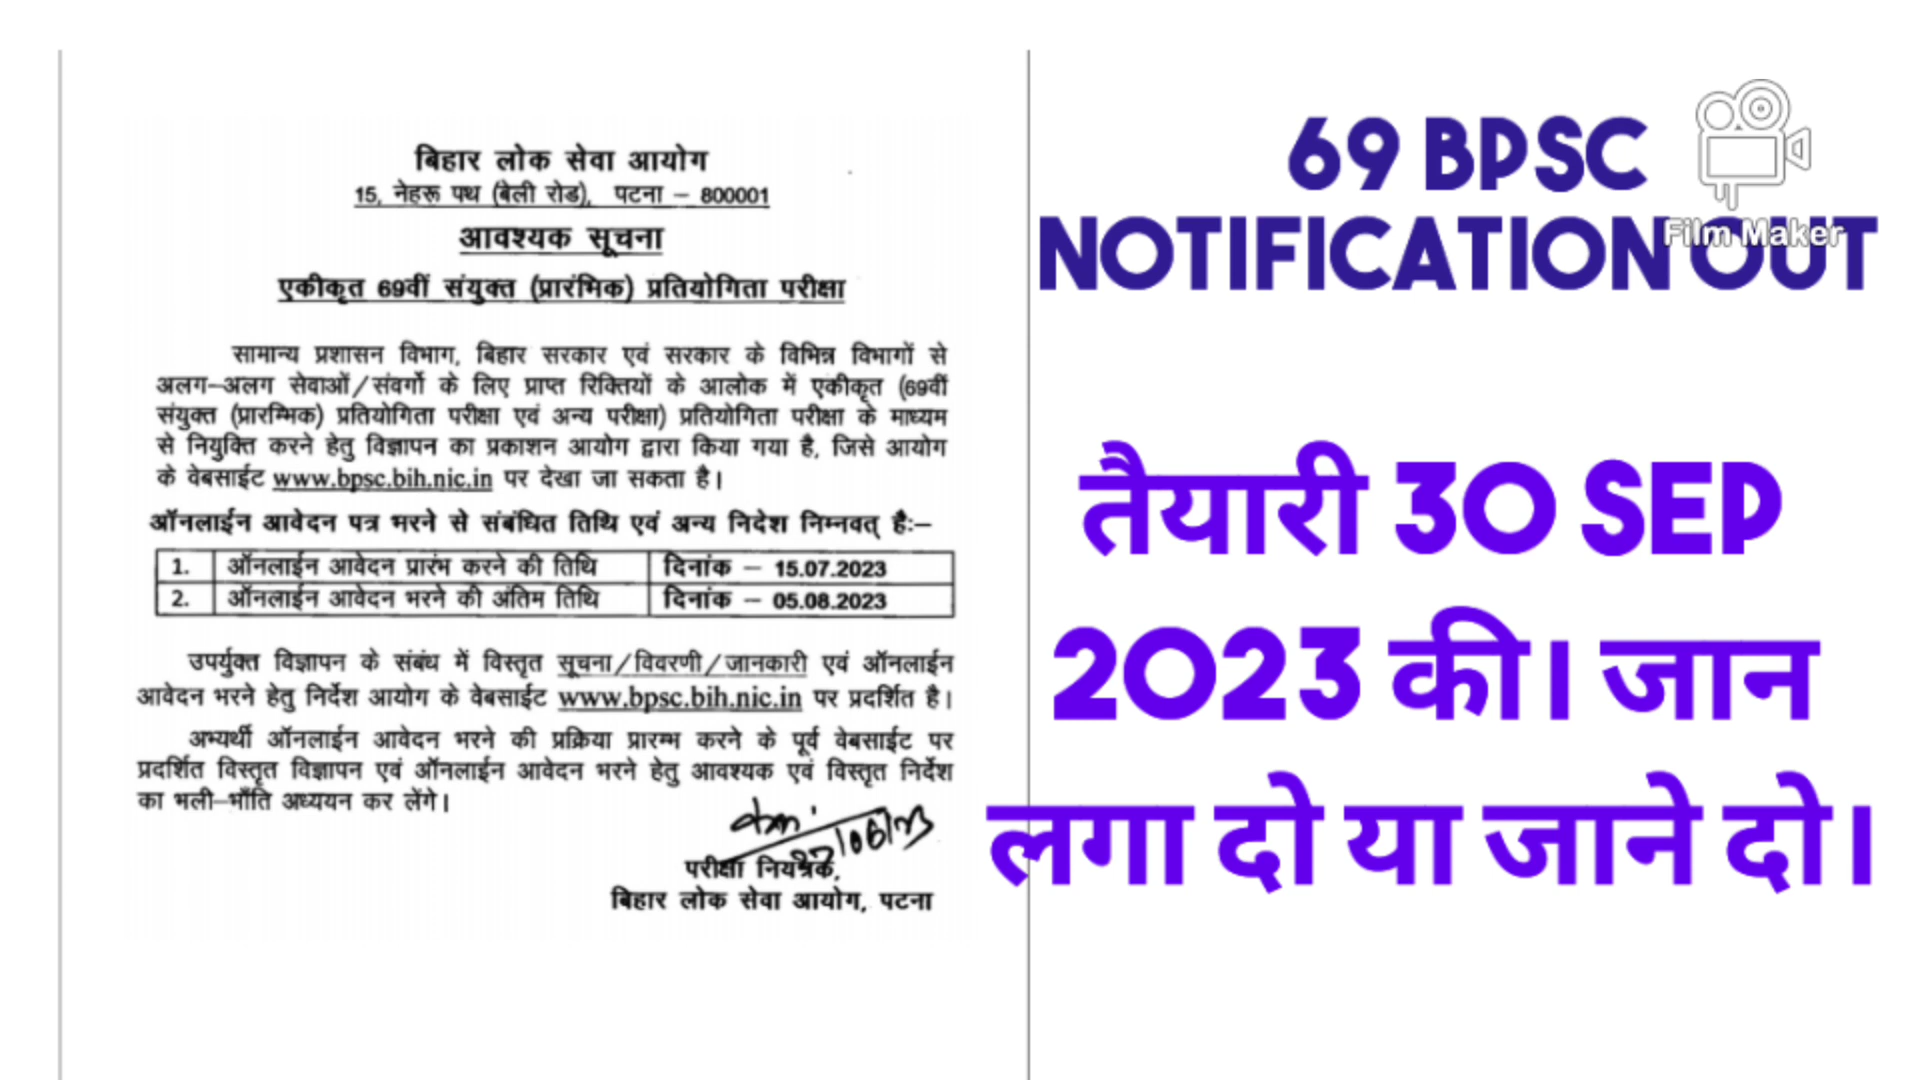 बिहार लोक सेवा आयोग
15, नेहरू पथ (बेली रोड), पटना – 800001
आवश्यक सूचना
एकीकृत 69वीं संयुक्त (प्रारंभिक) प्रतियोगिता परीक्षा
सामान्य प्रशासन विभाग, बिहार सरकार एवं सरकार के विभिन्न विभागों से
अलग–अलग सेवाओं/संवर्गो के लिए प्राप्त रिक्तियों के आलोक में एकीकृत (69वीं
संयुक्त (प्रारम्भिक) प्रतियोगिता परीक्षा एवं अन्य परीक्षा) प्रतियोगिता परीक्षा के माध्यम
से नियुक्ति करने हेतु विज्ञापन का प्रकाशन आयोग द्वारा किया गया है, जिसे आयोग
के वेबसाईट www.bpsc.bih.nic.in पर देखा जा सकता है।
ऑनलाईन आवेदन पत्र भरने से संबंधित तिथि एवं अन्य निदेश निम्नवत् है:–
1. ऑनलाईन आवेदन प्रारंभ करने की तिथि दिनांक – 15.07.2023
2. ऑनलाईन आवेदन भरने की अंतिम तिथि दिनांक – 05.08.2023
उपर्युक्त विज्ञापन के संबंध में विस्तृत सूचना/विवरणी/जानकारी एवं ऑनलाईन
आवेदन भरने हेतु निर्देश आयोग के वेबसाईट www.bpsc.bih.nic.in पर प्रदर्शित है।
अभ्यर्थी ऑनलाईन आवेदन भरने की प्रक्रिया प्रारम्भ करने के पूर्व वेबसाईट पर
प्रदर्शित विस्तृत विज्ञापन एवं ऑनलाईन आवेदन भरने हेतु आवश्यक एवं विस्तृत निर्देश
का भली–भाँति अध्ययन कर लेंगे।
27/06/23
परीक्षा नियंत्रक,
बिहार लोक सेवा आयोग, पटना
69 BPSC
NOTIFICATION OUT
Film Maker
तैयारी 30 SEP
2023 की। जान
लगा दो या जाने दो।